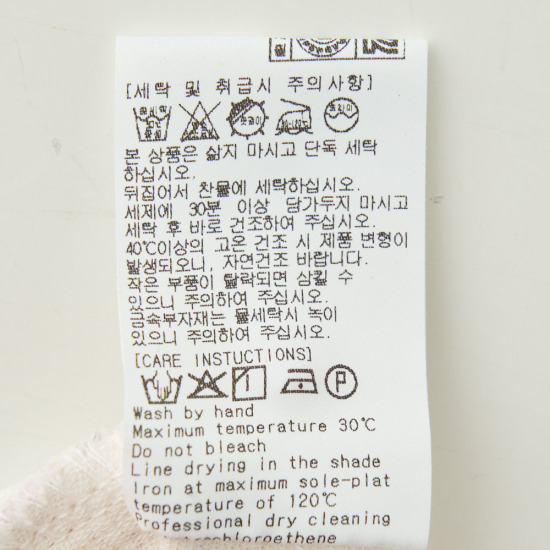 [세탁 및 취급시 주의사항]
본 상품은 삶지 마시고 단독 세탁
하십시오.
뒤집어서 찬물에 세탁하십시오.
세제에 30분 이상 담가두지 마시고
세탁 후 바로 건조하여 주십시오.
40℃이상의 고온 건조 시 제품 변형이
발생되오니, 자연건조 바랍니다.
작은 부품이 탈락되면 삼킬 수
있으니 주의하여 주십시오.
금속부자재는 물세탁시 녹이
있으니 주의하여 주십시오.
[CARE INSTUCTIONS]
P
Wash by hand
Maximum temperature 30℃
Do not bleach
Line drying in the shade
Iron at maximum sole-plat
temperature of 120℃
Professional dry cleaning